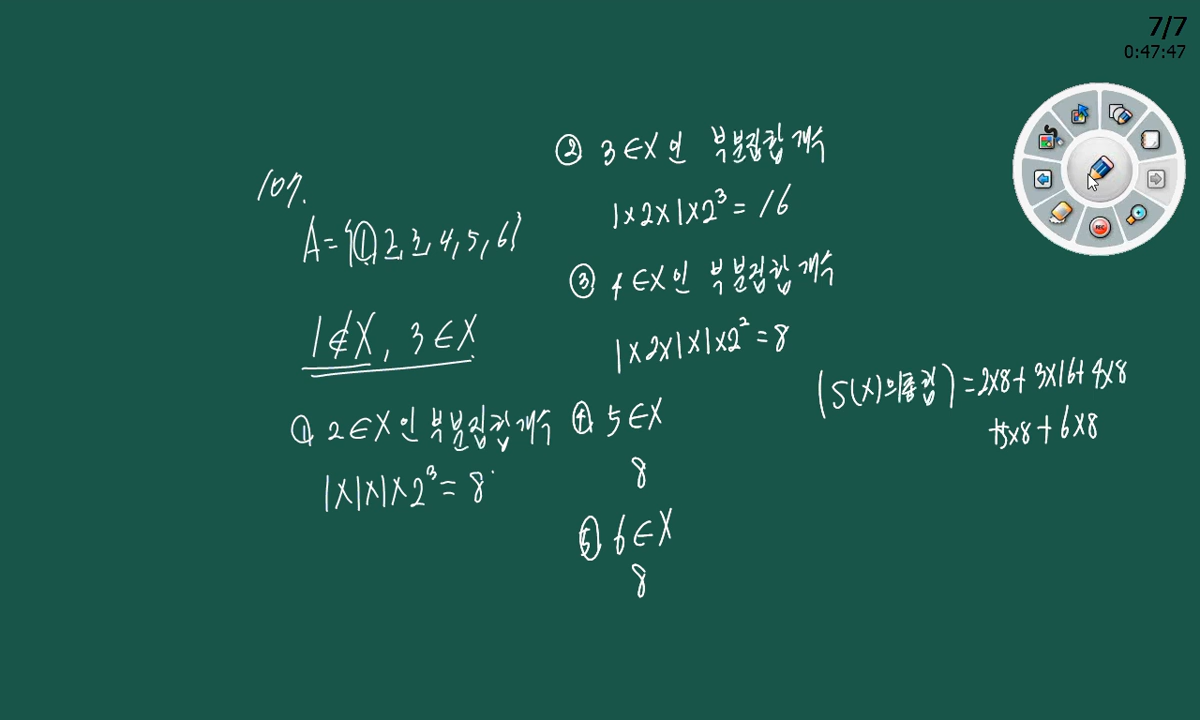 7/7
0:47:47
107.
A={1,2,3,4,5,6}
1∉X, 3∈X
① 2∈X인 부분집합개수
1×1×1×2³=8
② 3∈X인 부분집합개수
1×2×1×2³=16
③ 4∈X인 부분집합개수
1×2×1×1×2²=8
④ 5∈X
8
⑤ 6∈X
8
(S(X)의총합)=2×8+3×16+4×8
+5×8+6×8
REC